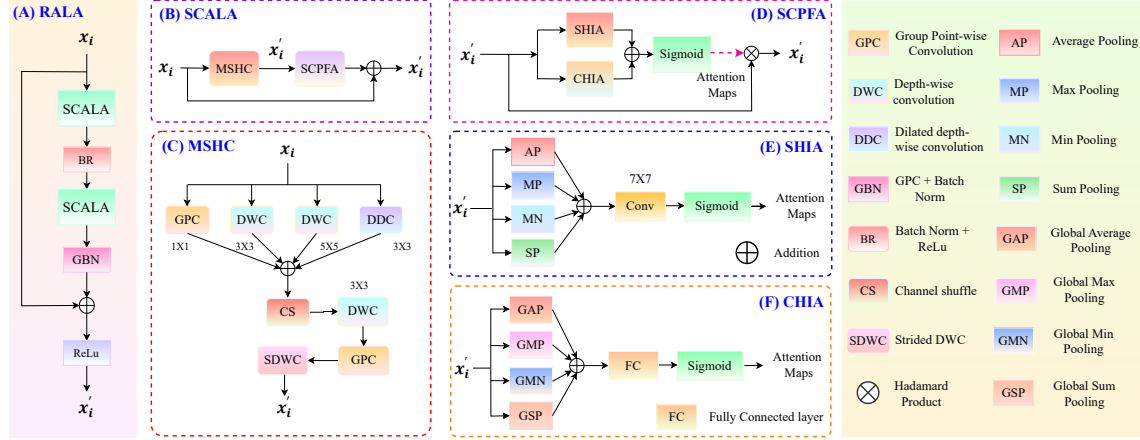 (A) RALA
x_i
SCALA
BR
SCALA
GBN
ReLu
x_i'
(B) SCALA
x_i
MSHC
x_i'
SCPFA
x_i'
(C) MSHC
x_i
GPC
DWC
DWC
DDC
1X1
3X3
5X5
3X3
CS
3X3
DWC
SDWC
GPC
x_i'
(D) SCPFA
x_i'
SHIA
CHIA
Sigmoid
Attention
Maps
x_i'
(E) SHIA
x_i'
AP
MP
MN
SP
7X7
Conv
Sigmoid
Attention
Maps
Addition
(F) CHIA
x_i'
GAP
GMP
GMN
GSP
FC
Sigmoid
Attention
Maps
FC
Fully Connected layer
GPC
Group Point-wise
Convolution
DWC
Depth-wise
convolution
DDC
Dilated depth-
wise convolution
GBN
GPC + Batch
Norm
BR
Batch Norm +
ReLu
CS
Channel shuffle
SDWC
Strided DWC
Hadamard
Product
AP
Average Pooling
MP
Max Pooling
MN
Min Pooling
SP
Sum Pooling
GAP
Global Average
Pooling
GMP
Global Max
Pooling
GMN
Global Min
Pooling
GSP
Global Sum
Pooling